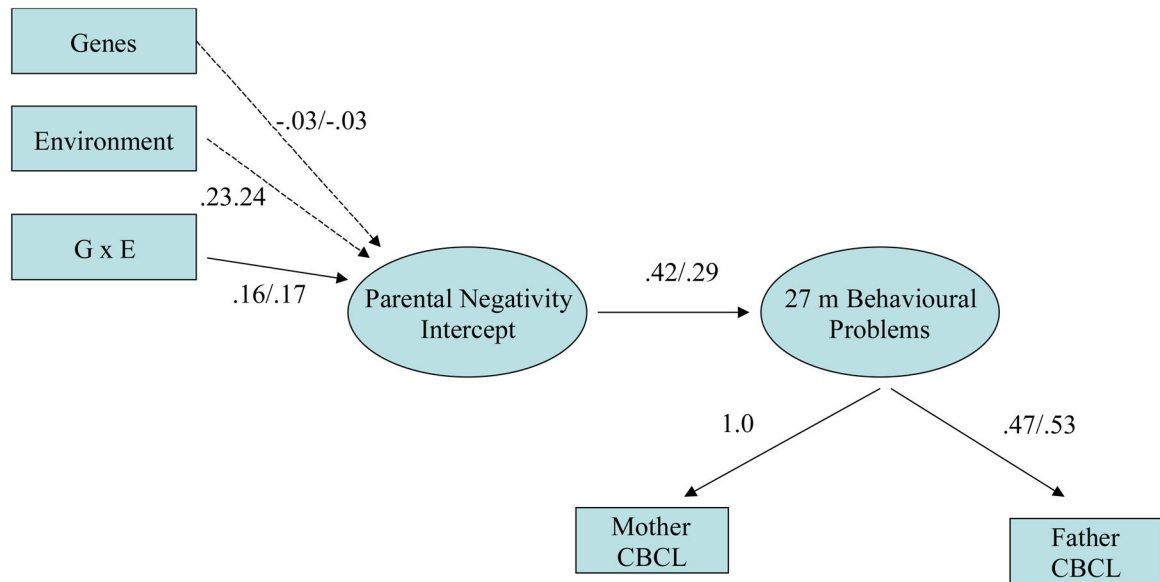 Genes
-.03/-.03
Environment
.23.24
G x E
.16/.17
Parental Negativity
Intercept
.42/.29
27 m Behavioural
Problems
1.0
.47/.53
Mother
CBCL
Father
CBCL